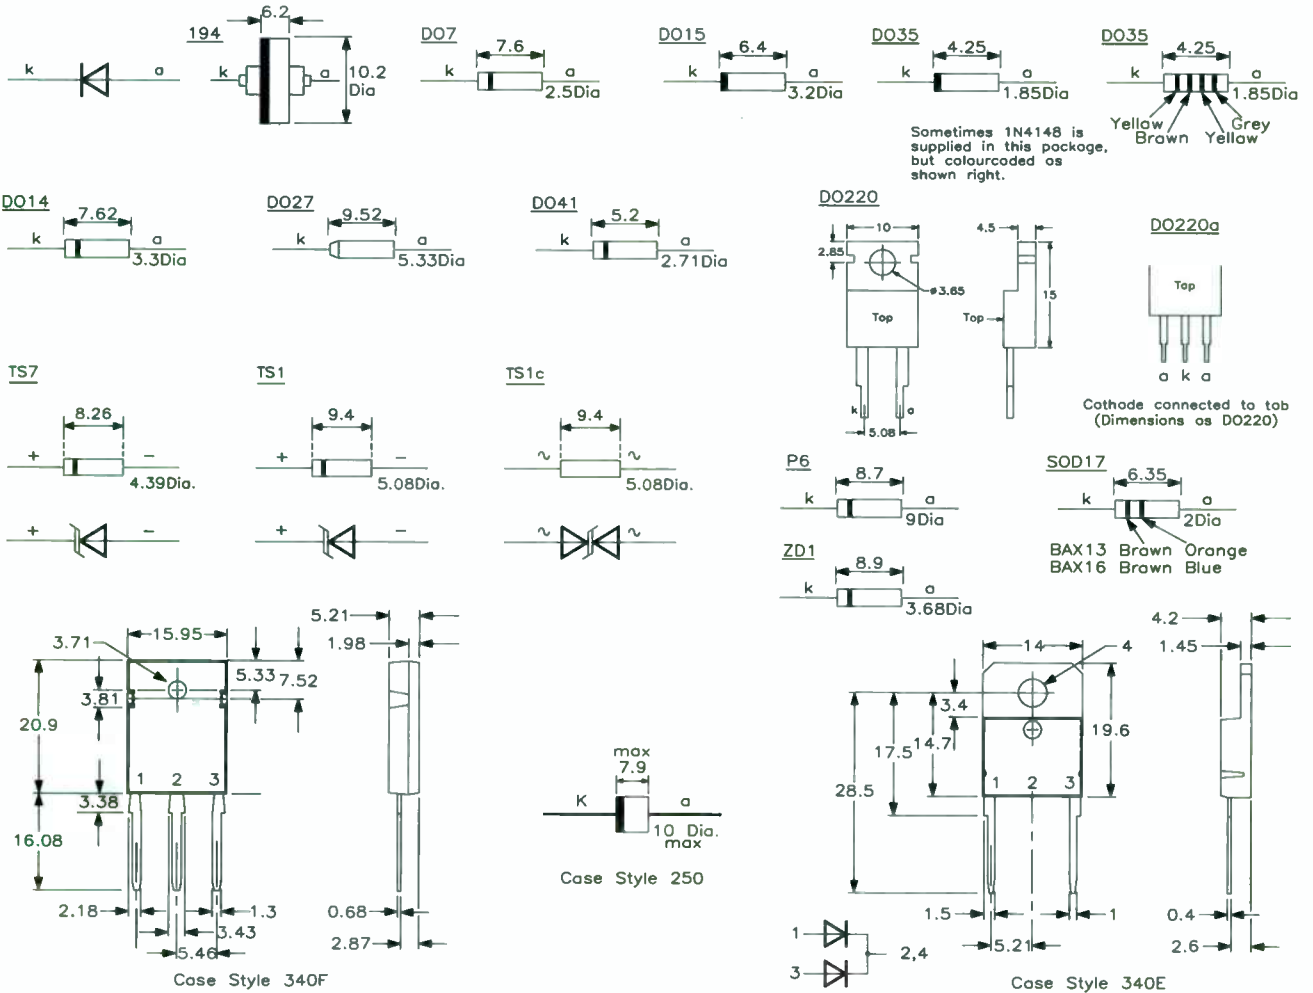 k a
194
6.2
k a
10.2
Dia
DO7
7.6
k a
2.5Dia
DO15
6.4
k a
3.2Dia
DO35
4.25
k a
1.85Dia
Sometimes 1N4148 is
supplied in this package,
but colourcoded as
shown right.
DO35
4.25
k a
1.85Dia
Yellow Grey
Brown Yellow
DO14
7.62
k a
3.3Dia
DO27
9.52
k a
5.33Dia
DO41
5.2
k a
2.71Dia
DO220
10
2.85
ø3.65
Top
k a
5.08
4.5
15
Top
DO220a
Top
a k a
Cathode connected to tab
(Dimensions as DO220)
TS7
8.26
+ −
4.39Dia.
+ −
TS1
9.4
+ −
5.08Dia.
+ −
TS1c
9.4
~ ~
5.08Dia.
~ ~
P6
8.7
k a
9Dia
SOD17
6.35
k a
2Dia
BAX13 Brown Orange
BAX16 Brown Blue
ZD1
8.9
k a
3.68Dia
15.95
3.71
5.33
7.52
3.81
20.9
1 2 3
3.38
16.08
2.18
1.3
3.43
5.46
5.21
1.98
0.68
2.87
Case Style 340F
max
7.9
K a
10 Dia.
max
Case Style 250
14
4
3.4
19.6
17.5
14.7
28.5
1 2 3
1.5
1
5.21
4.2
1.45
0.4
2.6
1
2,4
3
Case Style 340E